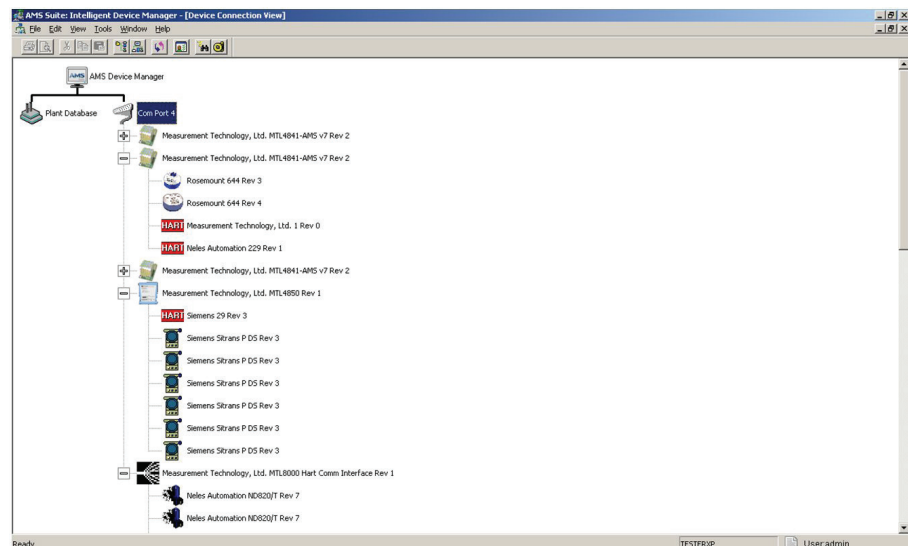 AMS Suite: Intelligent Device Manager - [Device Connection View]
File Edit View Tools Window Help
AMS
AMS Device Manager
Plant Database
Com Port 4
Measurement Technology, Ltd. MTL4841-AMS v7 Rev 2
Measurement Technology, Ltd. MTL4841-AMS v7 Rev 2
Rosemount 644 Rev 3
Rosemount 644 Rev 4
HART Measurement Technology, Ltd. 1 Rev 0
HART Neles Automation 229 Rev 1
Measurement Technology, Ltd. MTL4841-AMS v7 Rev 2
Measurement Technology, Ltd. MTL4850 Rev 1
HART Siemens 29 Rev 3
Siemens Sitrans P DS Rev 3
Siemens Sitrans P DS Rev 3
Siemens Sitrans P DS Rev 3
Siemens Sitrans P DS Rev 3
Siemens Sitrans P DS Rev 3
Siemens Sitrans P DS Rev 3
Measurement Technology, Ltd. MTL8000 Hart Comm Interface Rev 1
Neles Automation ND820/T Rev 7
Neles Automation ND820/T Rev 7
Ready
TESTERXP
User:admin